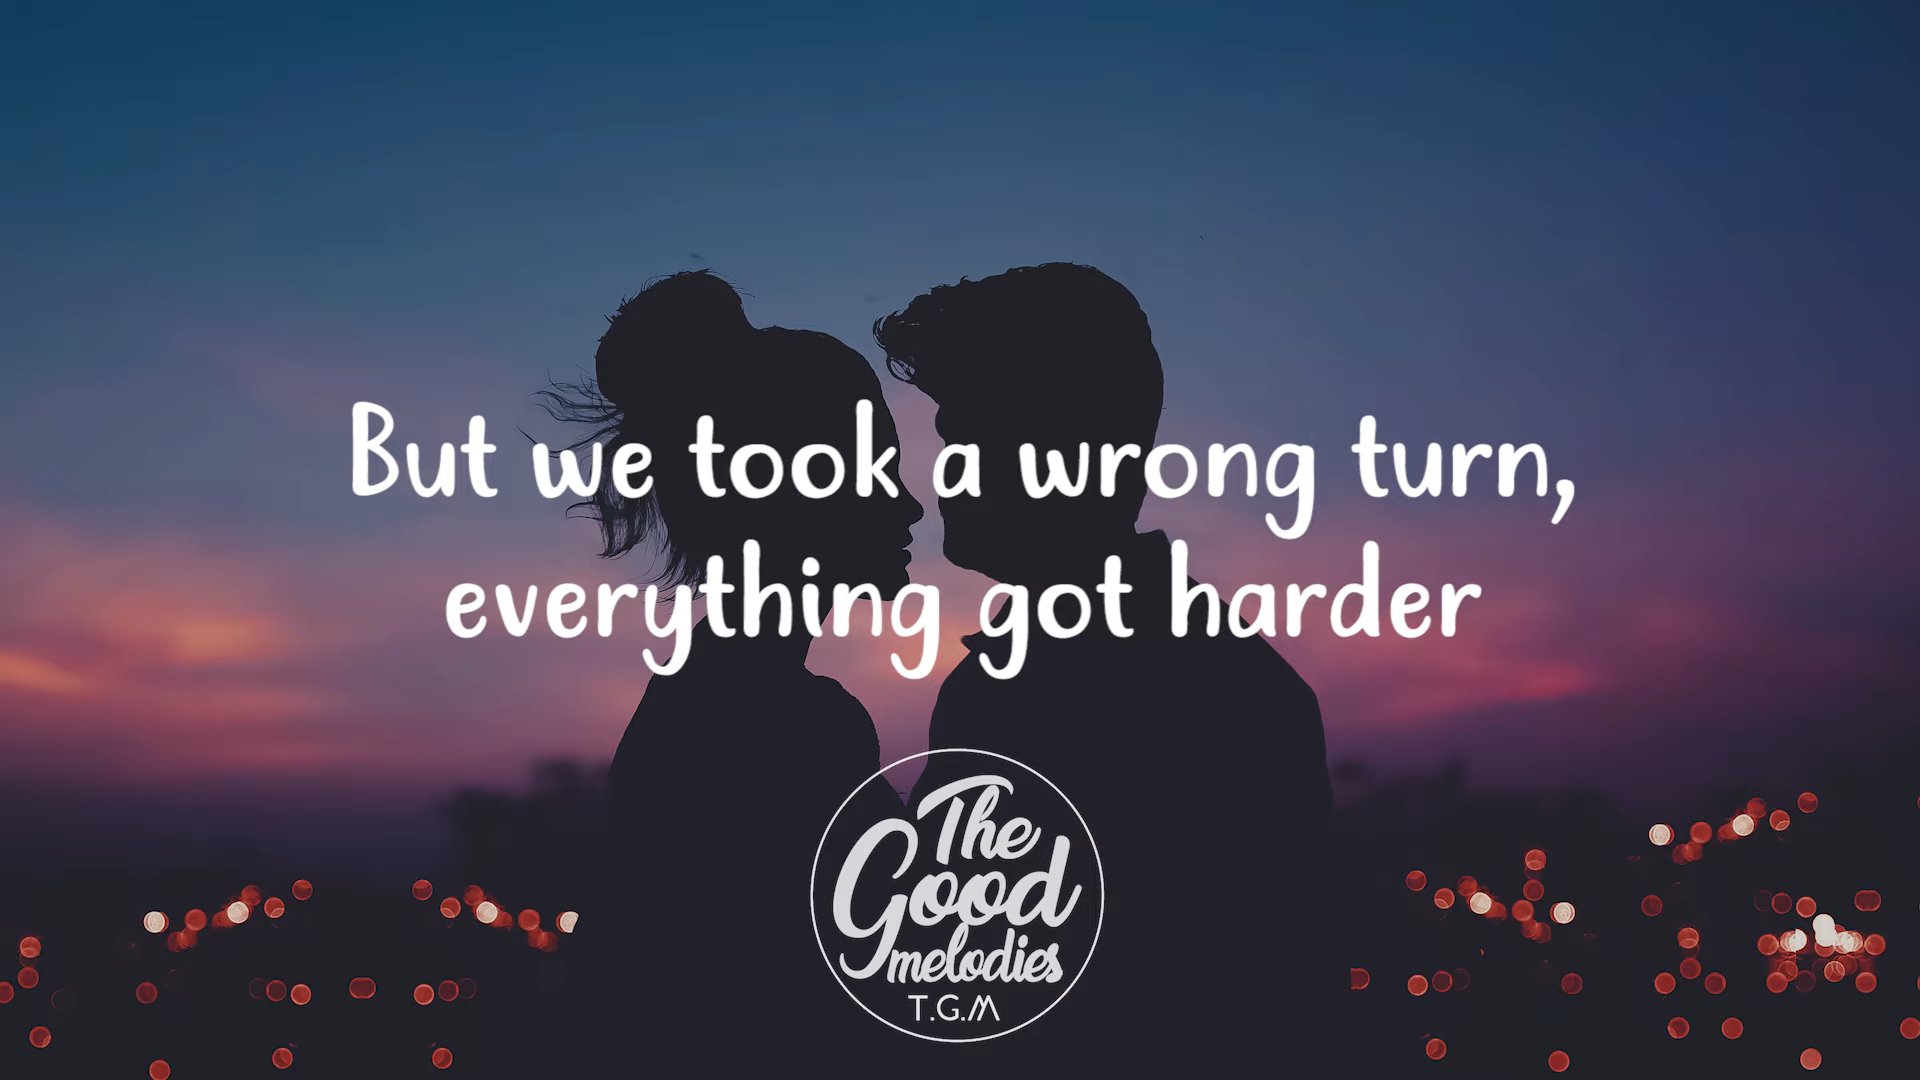 But we took a wrong turn,
everything got harder
The
Good
melodies
T.G.M